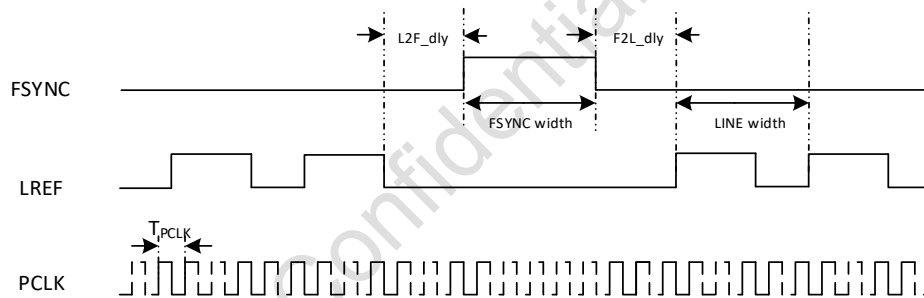 L2F_dly
F2L_dly
FSYNC
FSYNC width
LINE width
LREF
TPCLK
PCLK
Confidential